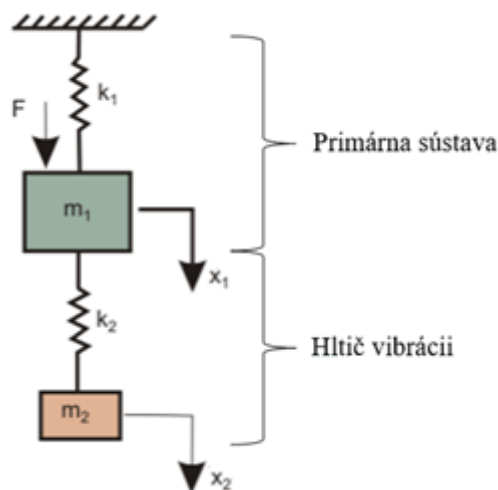 k₁
F
Primárna sústava
m₁
x₁
k₂
Hltič vibrácii
m₂
x₂